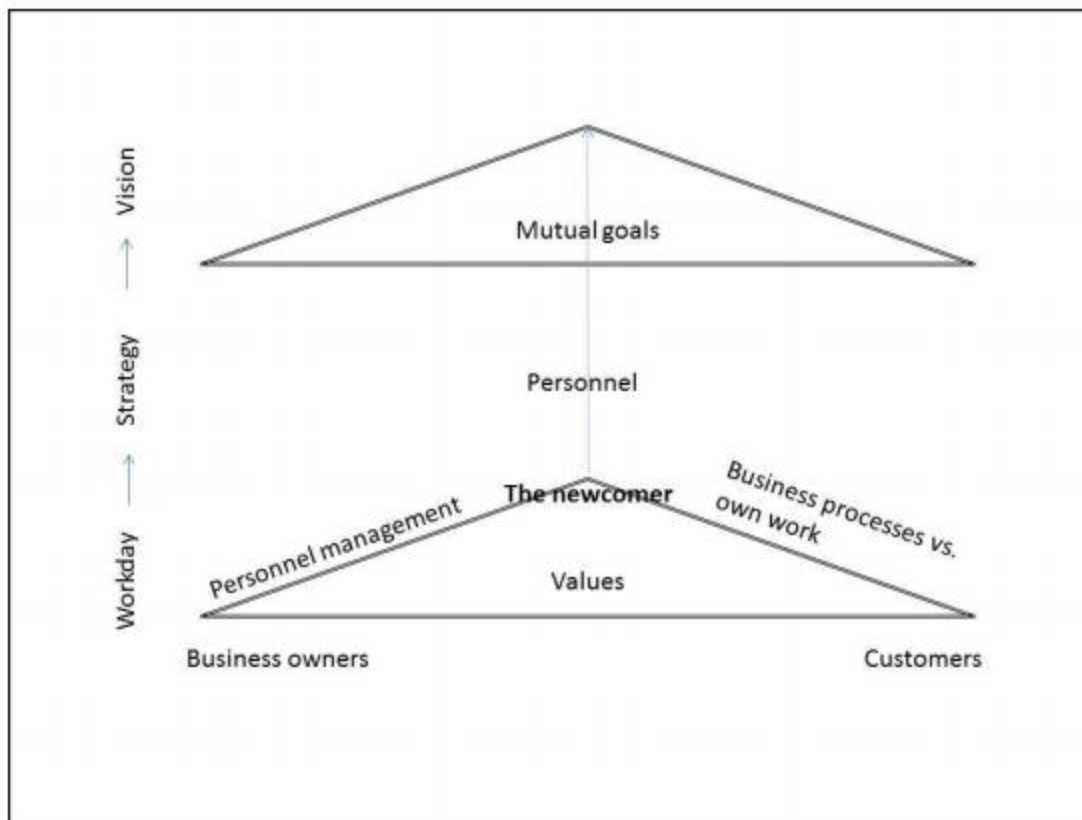 Vision
Mutual goals
Strategy
Personnel
The newcomer
Personnel management
Business processes vs.
own work
Workday
Values
Business owners
Customers